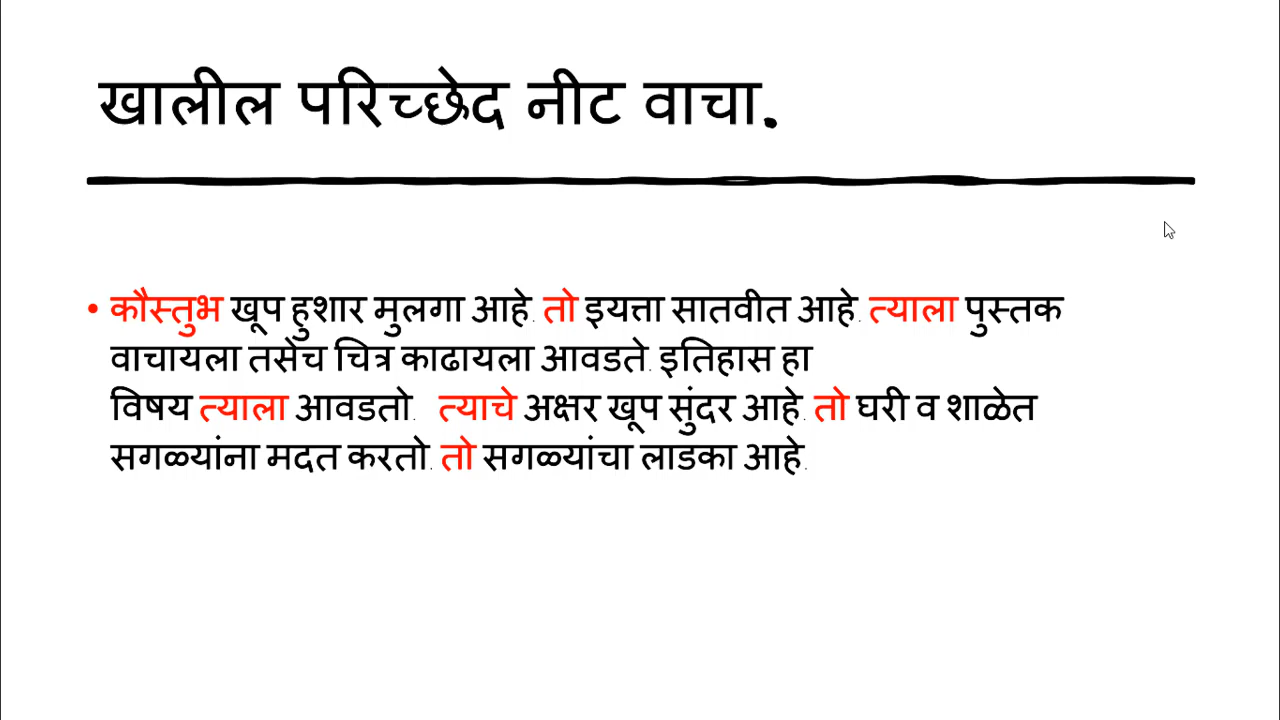 खालील परिच्छेद नीट वाचा.
• कौस्तुभ खूप हुशार मुलगा आहे. तो इयत्ता सातवीत आहे. त्याला पुस्तक
वाचायला तसेच चित्र काढायला आवडते. इतिहास हा
विषय त्याला आवडतो. त्याचे अक्षर खूप सुंदर आहे. तो घरी व शाळेत
सगळ्यांना मदत करतो. तो सगळ्यांचा लाडका आहे.